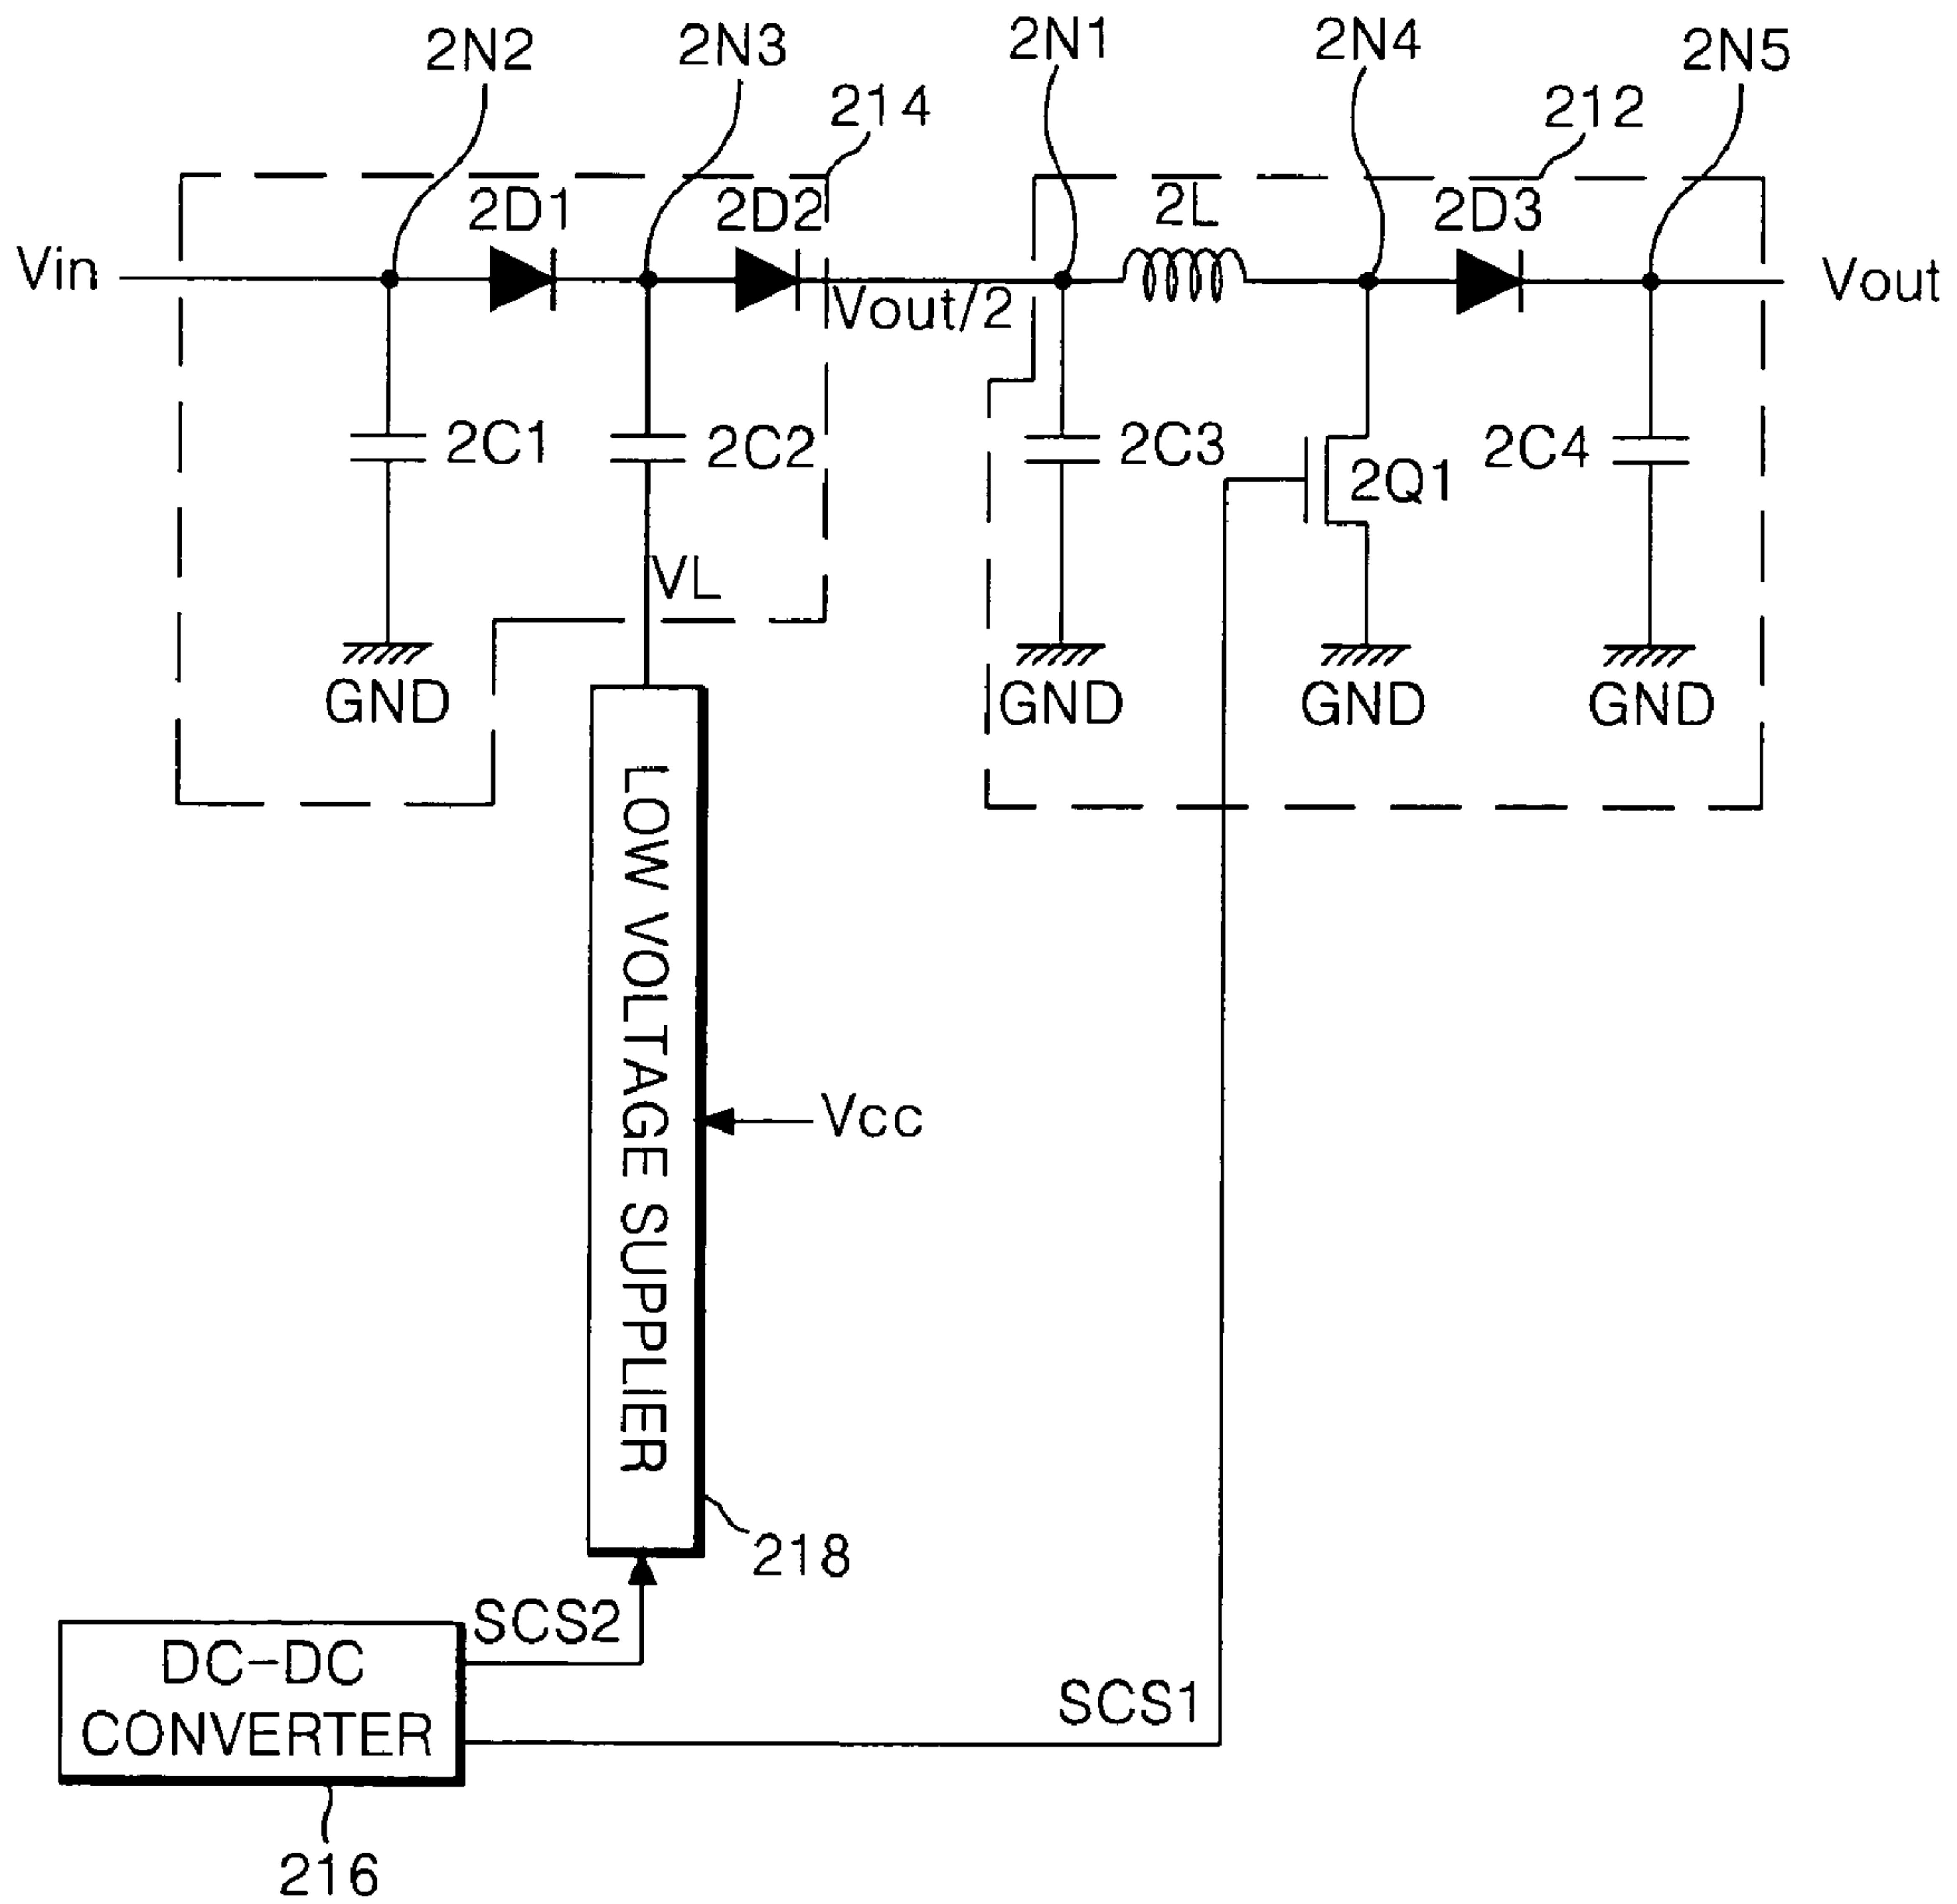 2N2
2N3
2N1
2N4
2N5
214
212
2D1
2D2
2L
2D3
Vin
Vout/2
Vout
2C1
2C2
2C3
2Q1
2C4
VL
GND
GND
GND
GND
LOW VOLTAGE SUPPLIER
Vcc
218
SCS2
DC-DC
CONVERTER
SCS1
216